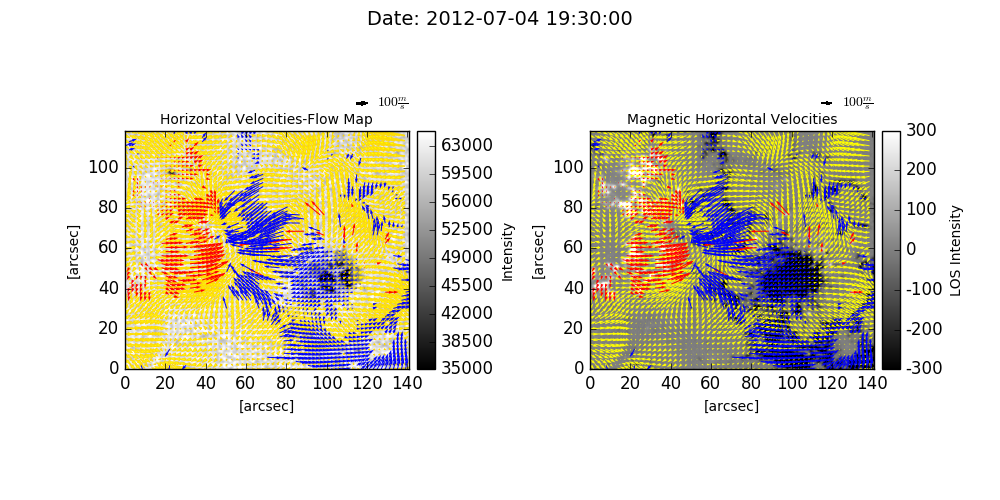 Date: 2012-07-04 19:30:00
100 m/s
100 m/s
Horizontal Velocities-Flow Map
Magnetic Horizontal Velocities
100
80
60
40
20
0
[arcsec]
0 20 40 60 80 100 120 140
[arcsec]
63000
59500
56000
52500
49000
45500
42000
38500
35000
Intensity
100
80
60
40
20
0
[arcsec]
0 20 40 60 80 100 120 140
[arcsec]
300
200
100
0
-100
-200
-300
LOS Intensity